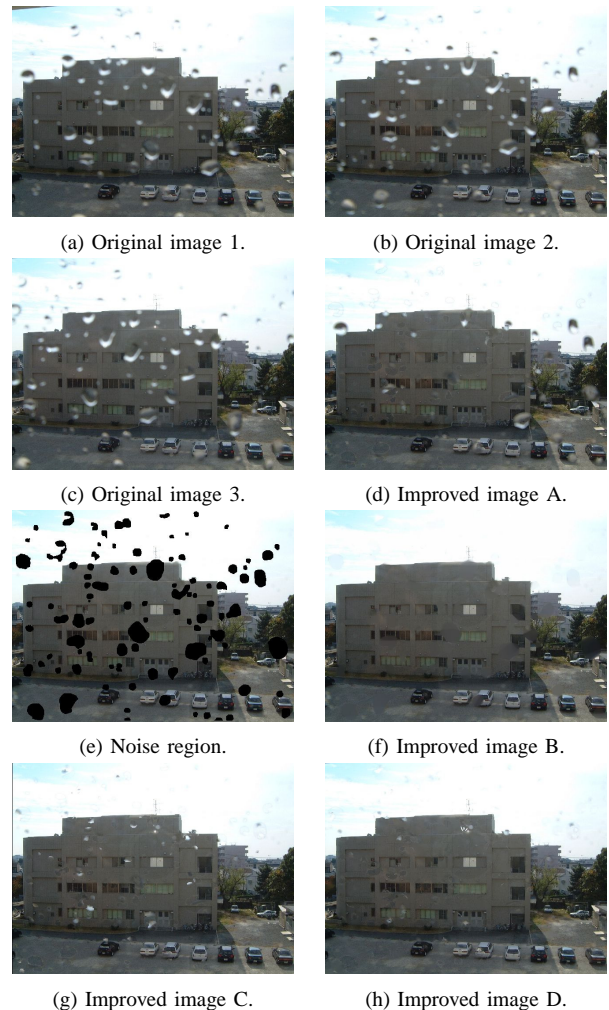 (a) Original image 1.
(b) Original image 2.
(c) Original image 3.
(d) Improved image A.
(e) Noise region.
(f) Improved image B.
(g) Improved image C.
(h) Improved image D.